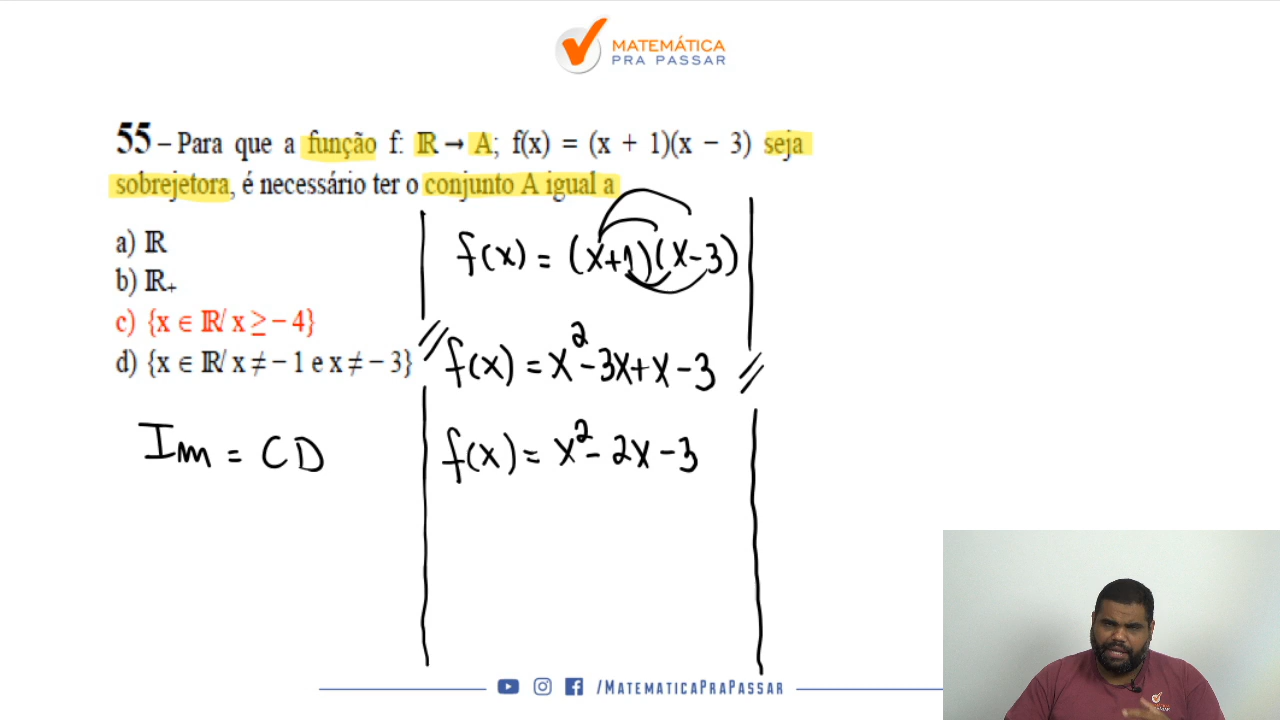 MATEMÁTICA
PRA PASSAR
55 – Para que a função f: ℝ → A; f(x) = (x + 1)(x − 3) seja
sobrejetora, é necessário ter o conjunto A igual a
a) ℝ
b) ℝ₊
c) {x ∈ ℝ/ x ≥ − 4}
d) {x ∈ ℝ/ x ≠ − 1 e x ≠ − 3}
Im = CD
f(x) = (x+1)(x-3)
f(x) = x² - 3x + x - 3
f(x) = x² - 2x - 3
/MATEMATICAPRAPASSAR